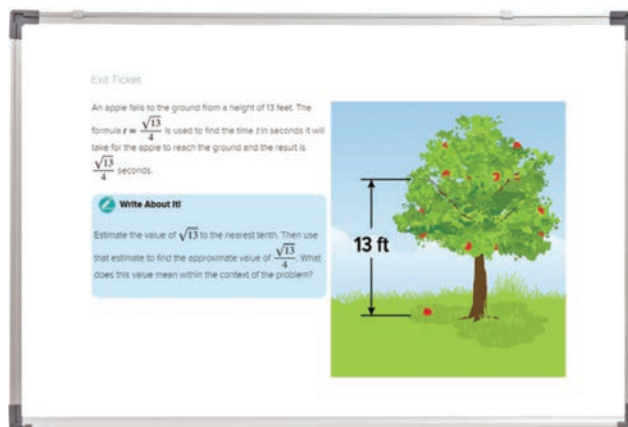 Exit Ticket
An apple falls to the ground from a height of 13 feet. The
formula t = √13/4 is used to find the time t in seconds it will
take for the apple to reach the ground and the result is
√13/4 seconds.
Write About It!
Estimate the value of √13 to the nearest tenth. Then use
that estimate to find the approximate value of √13/4. What
does this value mean within the context of the problem?
13 ft